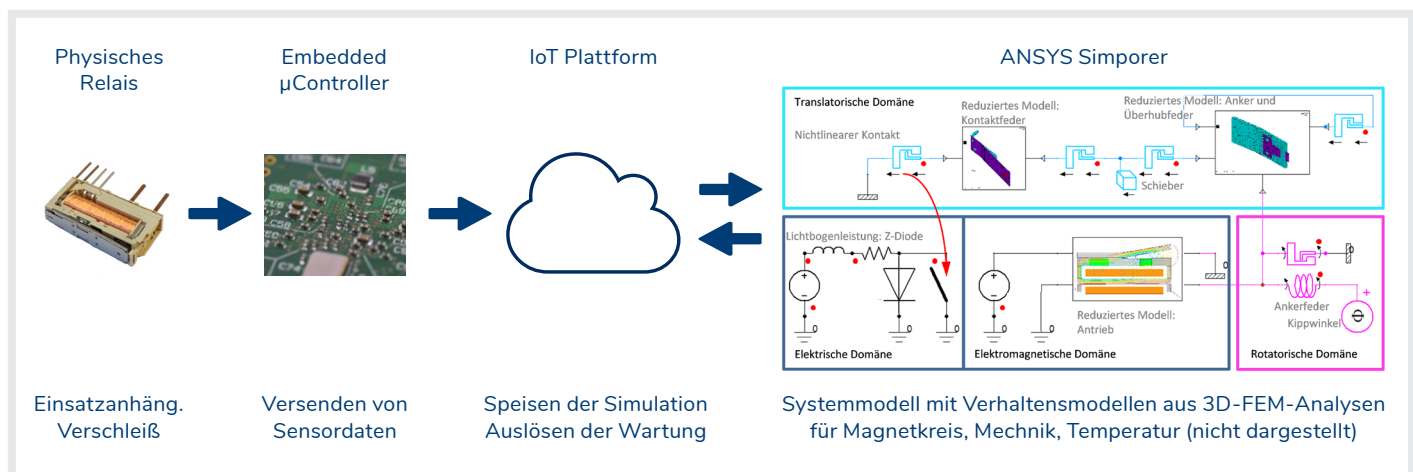 Physisches
Relais
Embedded
µController
IoT Plattform
ANSYS Simporer
Translatorische Domäne
Reduziertes Modell:
Kontaktfeder
Reduziertes Modell: Anker und
Überhubfeder
Nichtlinearer Kontakt
Schieber
Lichtbogenleistung: Z-Diode
Reduziertes Modell:
Antrieb
Ankerfeder
Kippwinkel
Elektrische Domäne
Elektromagnetische Domäne
Rotatorische Domäne
Einsatzanhäng.
Verschleiß
Versenden von
Sensordaten
Speisen der Simulation
Auslösen der Wartung
Systemmodell mit Verhaltensmodellen aus 3D-FEM-Analysen
für Magnetkreis, Mechnik, Temperatur (nicht dargestellt)